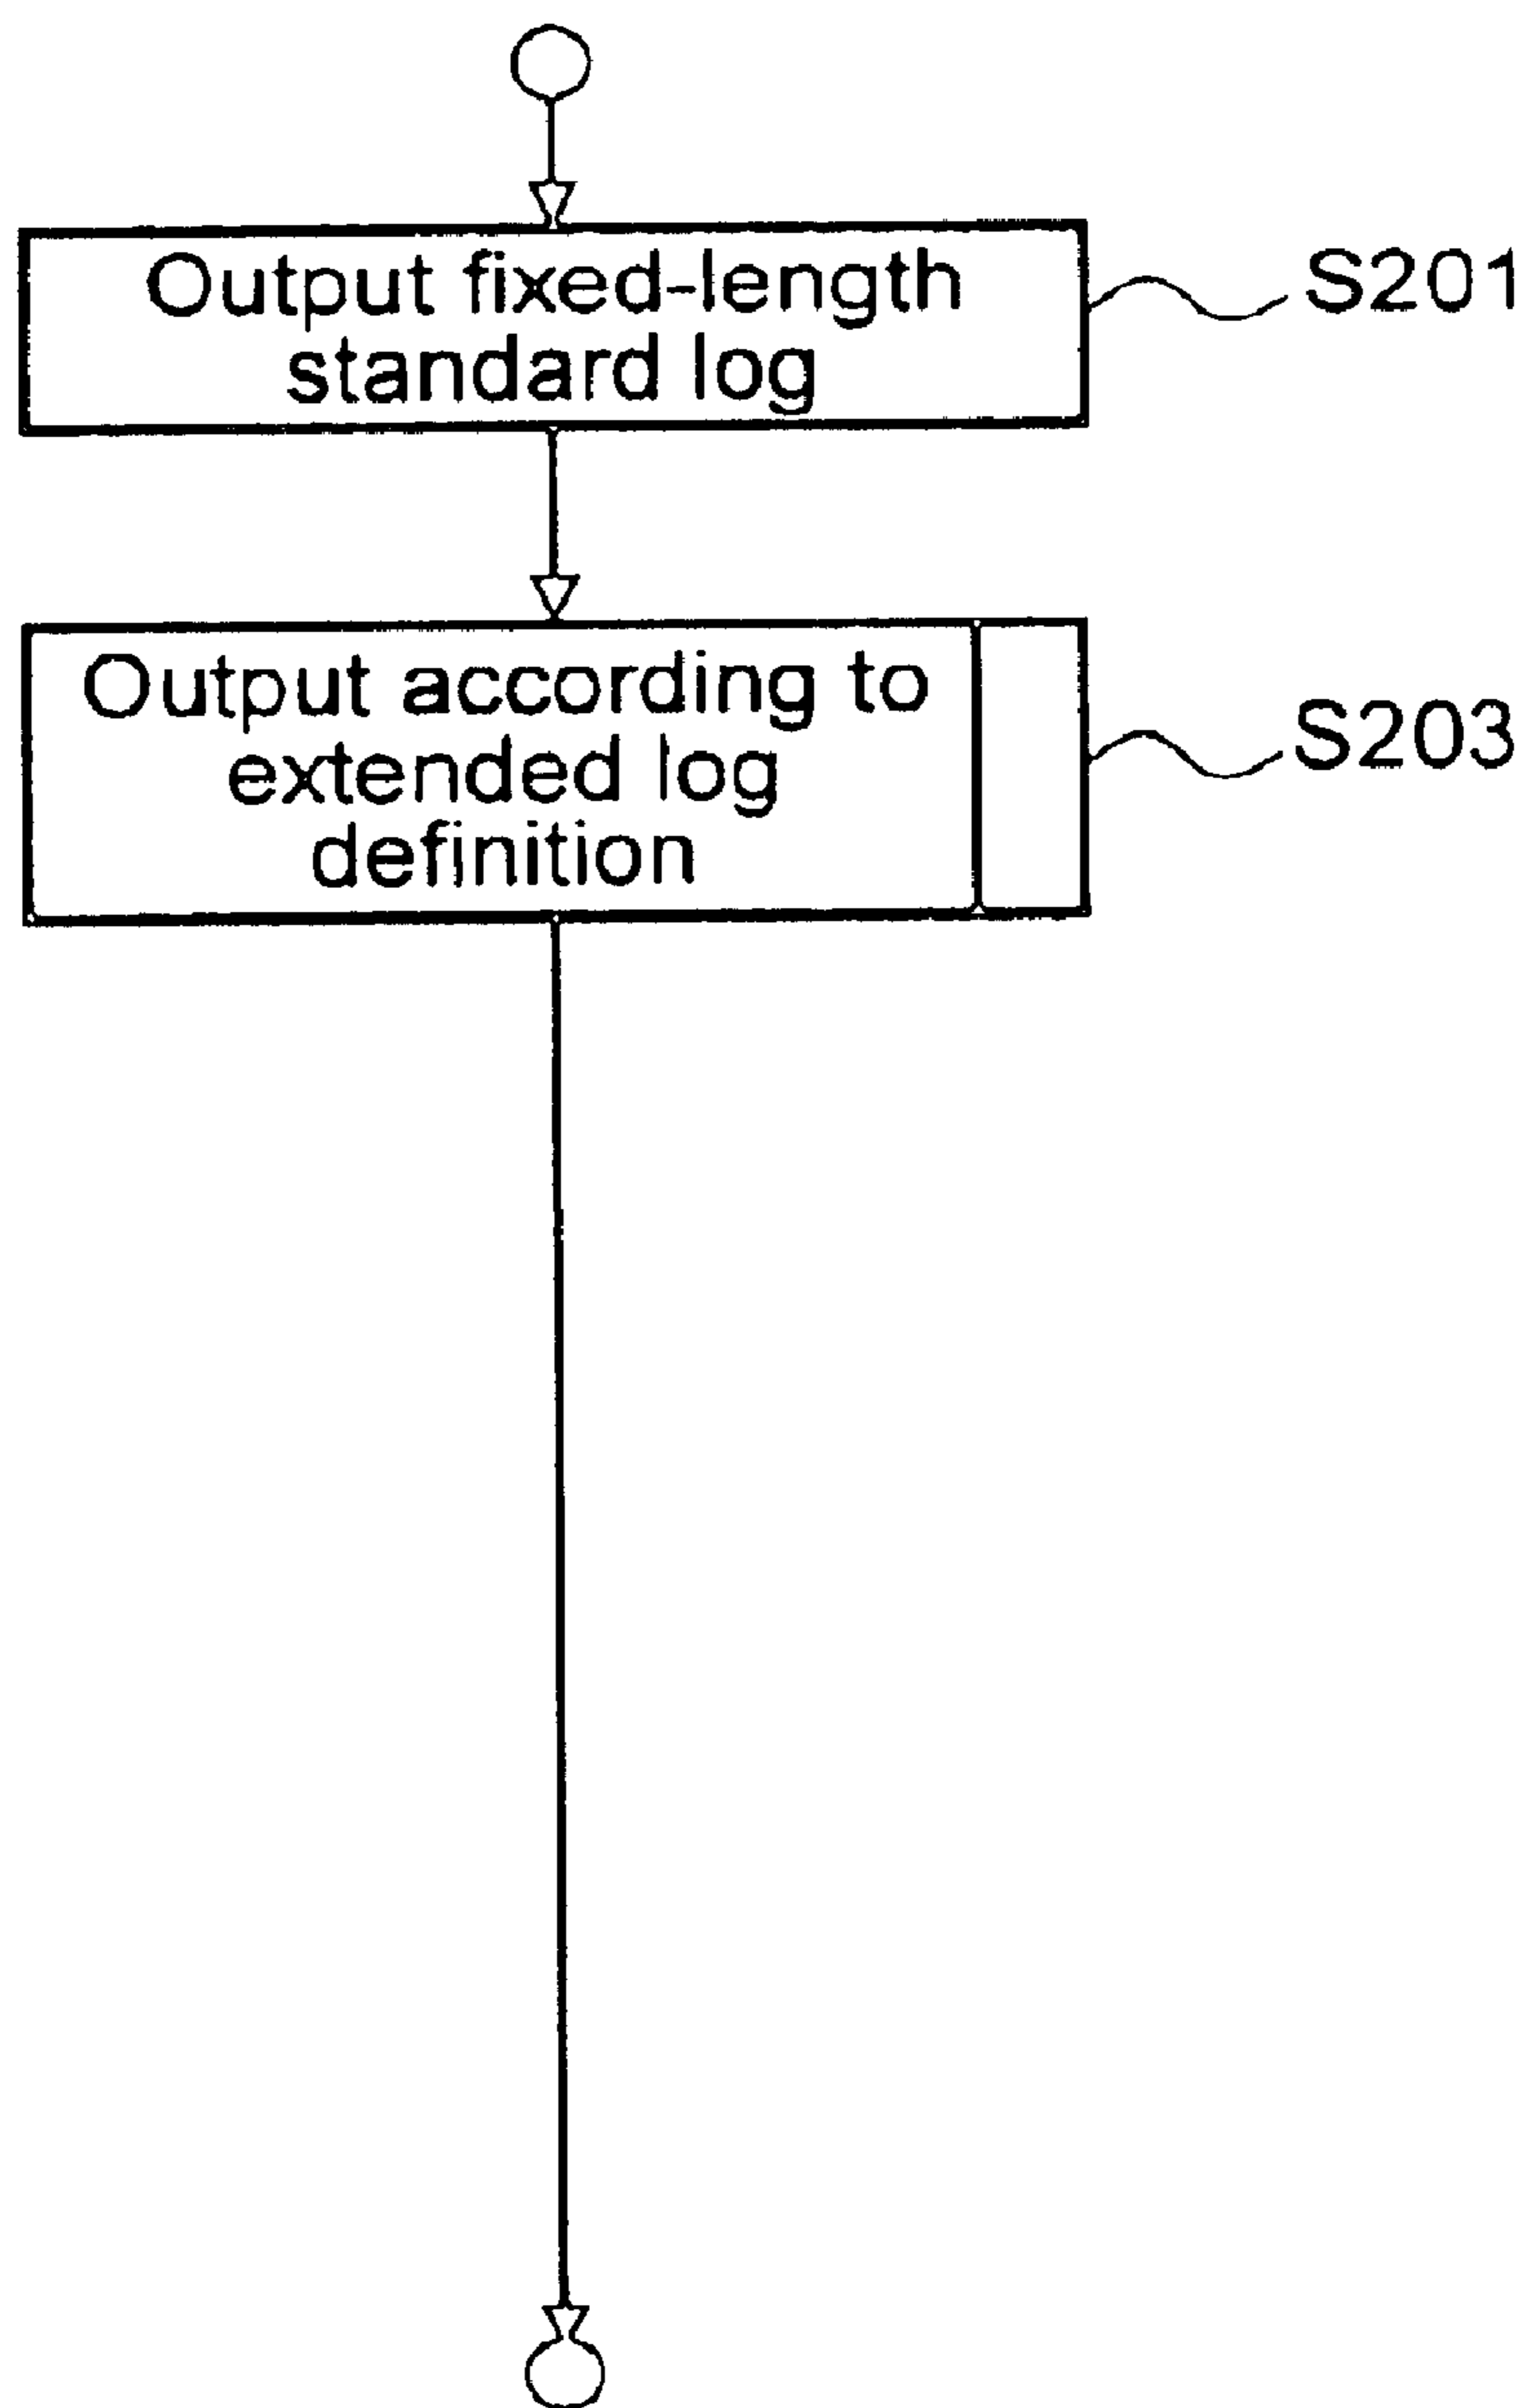 Output fixed-length
standard log
S201
Output according to
extended log
definition
S203